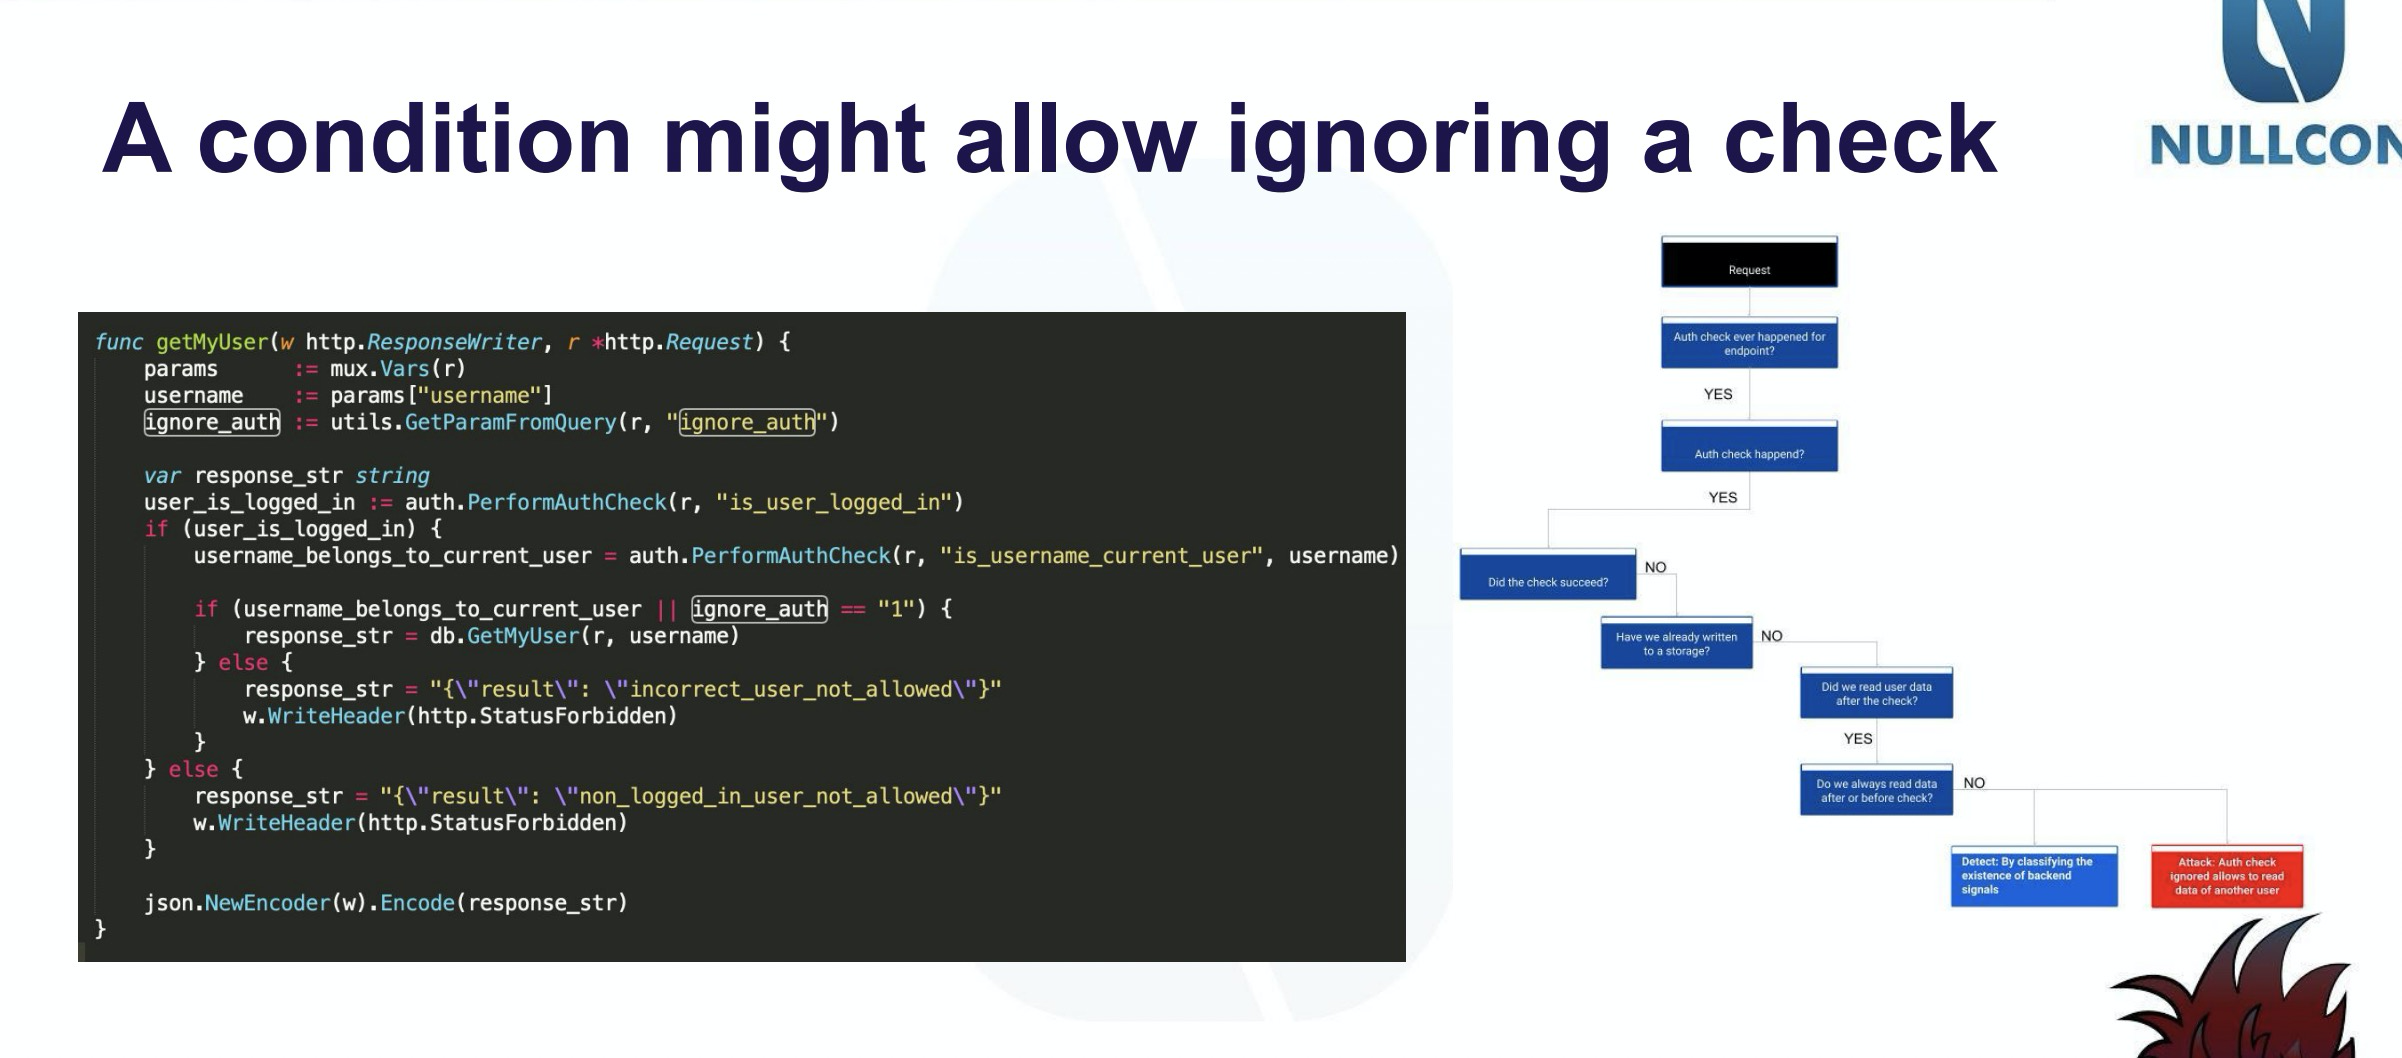 A condition might allow ignoring a check
NULLCON
func getMyUser(w http.ResponseWriter, r *http.Request) {
    params      := mux.Vars(r)
    username    := params["username"]
    ignore_auth := utils.GetParamFromQuery(r, "ignore_auth")
    var response_str string
    user_is_logged_in := auth.PerformAuthCheck(r, "is_user_logged_in")
    if (user_is_logged_in) {
        username_belongs_to_current_user = auth.PerformAuthCheck(r, "is_username_current_user", username)
        if (username_belongs_to_current_user || ignore_auth == "1") {
            response_str = db.GetMyUser(r, username)
        } else {
            response_str = "{\"result\": \"incorrect_user_not_allowed\"}"
            w.WriteHeader(http.StatusForbidden)
        }
    } else {
        response_str = "{\"result\": \"non_logged_in_user_not_allowed\"}"
        w.WriteHeader(http.StatusForbidden)
    }
    json.NewEncoder(w).Encode(response_str)
}
Request
Auth check ever happened for
endpoint?
YES
Auth check happend?
YES
Did the check succeed?
NO
Have we already written
to a storage?
NO
Did we read user data
after the check?
YES
Do we always read data
after or before check?
NO
Detect: By classifying the
existence of backend
signals
Attack: Auth check
ignored allows to read
data of another user